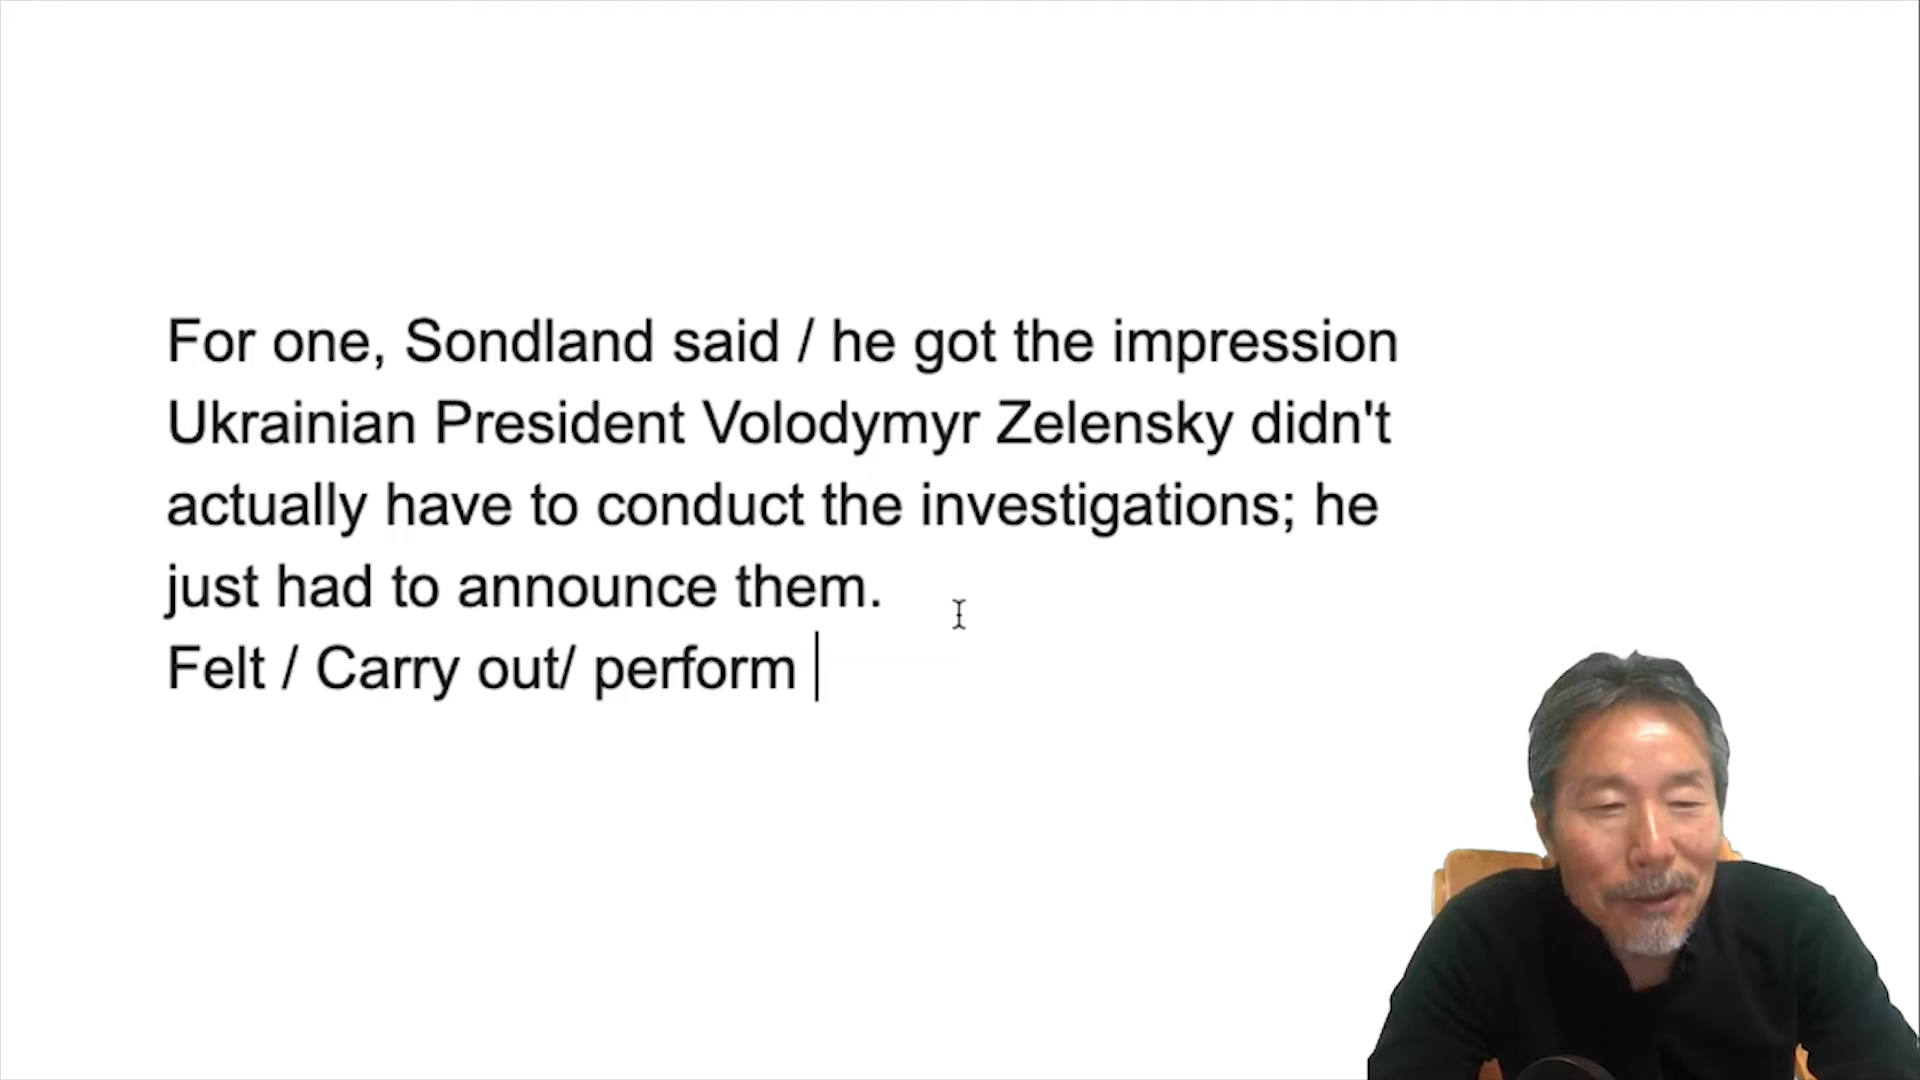 For one, Sondland said / he got the impression
Ukrainian President Volodymyr Zelensky didn't
actually have to conduct the investigations; he
just had to announce them.
Felt / Carry out/ perform